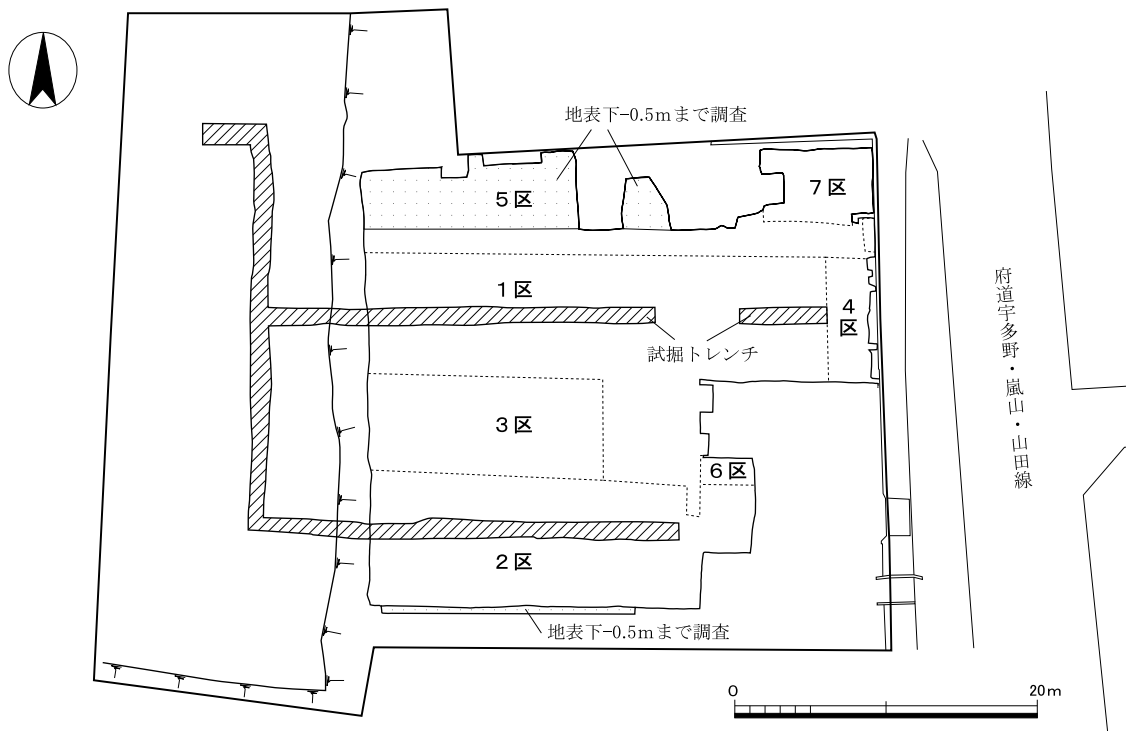 地表下-0.5mまで調査
5区
7区
1区
4区
試掘トレンチ
3区
6区
2区
地表下-0.5mまで調査
府道宇多野・嵐山・山田線
0 20m